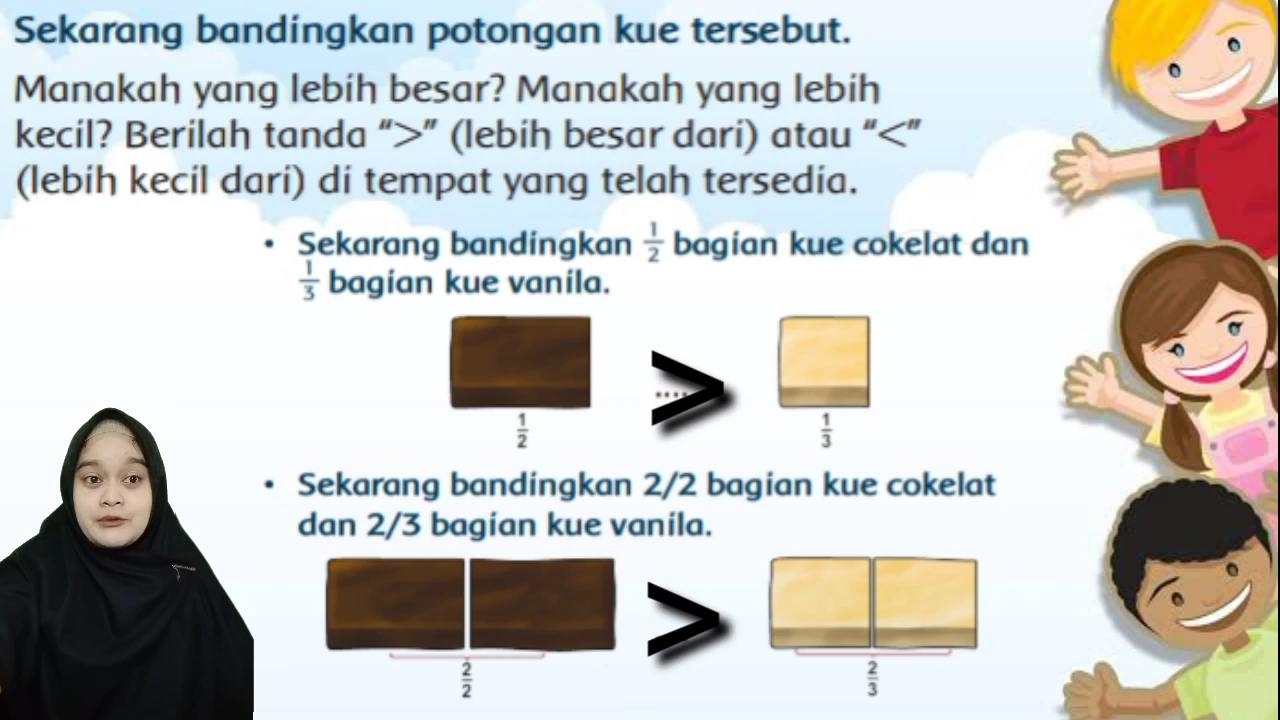 Sekarang bandingkan potongan kue tersebut.
Manakah yang lebih besar? Manakah yang lebih
kecil? Berilah tanda “>” (lebih besar dari) atau “<”
(lebih kecil dari) di tempat yang telah tersedia.
• Sekarang bandingkan 1/2 bagian kue cokelat dan
1/3 bagian kue vanila.
.... >
1/2
1/3
• Sekarang bandingkan 2/2 bagian kue cokelat
dan 2/3 bagian kue vanila.
>
2/2
2/3